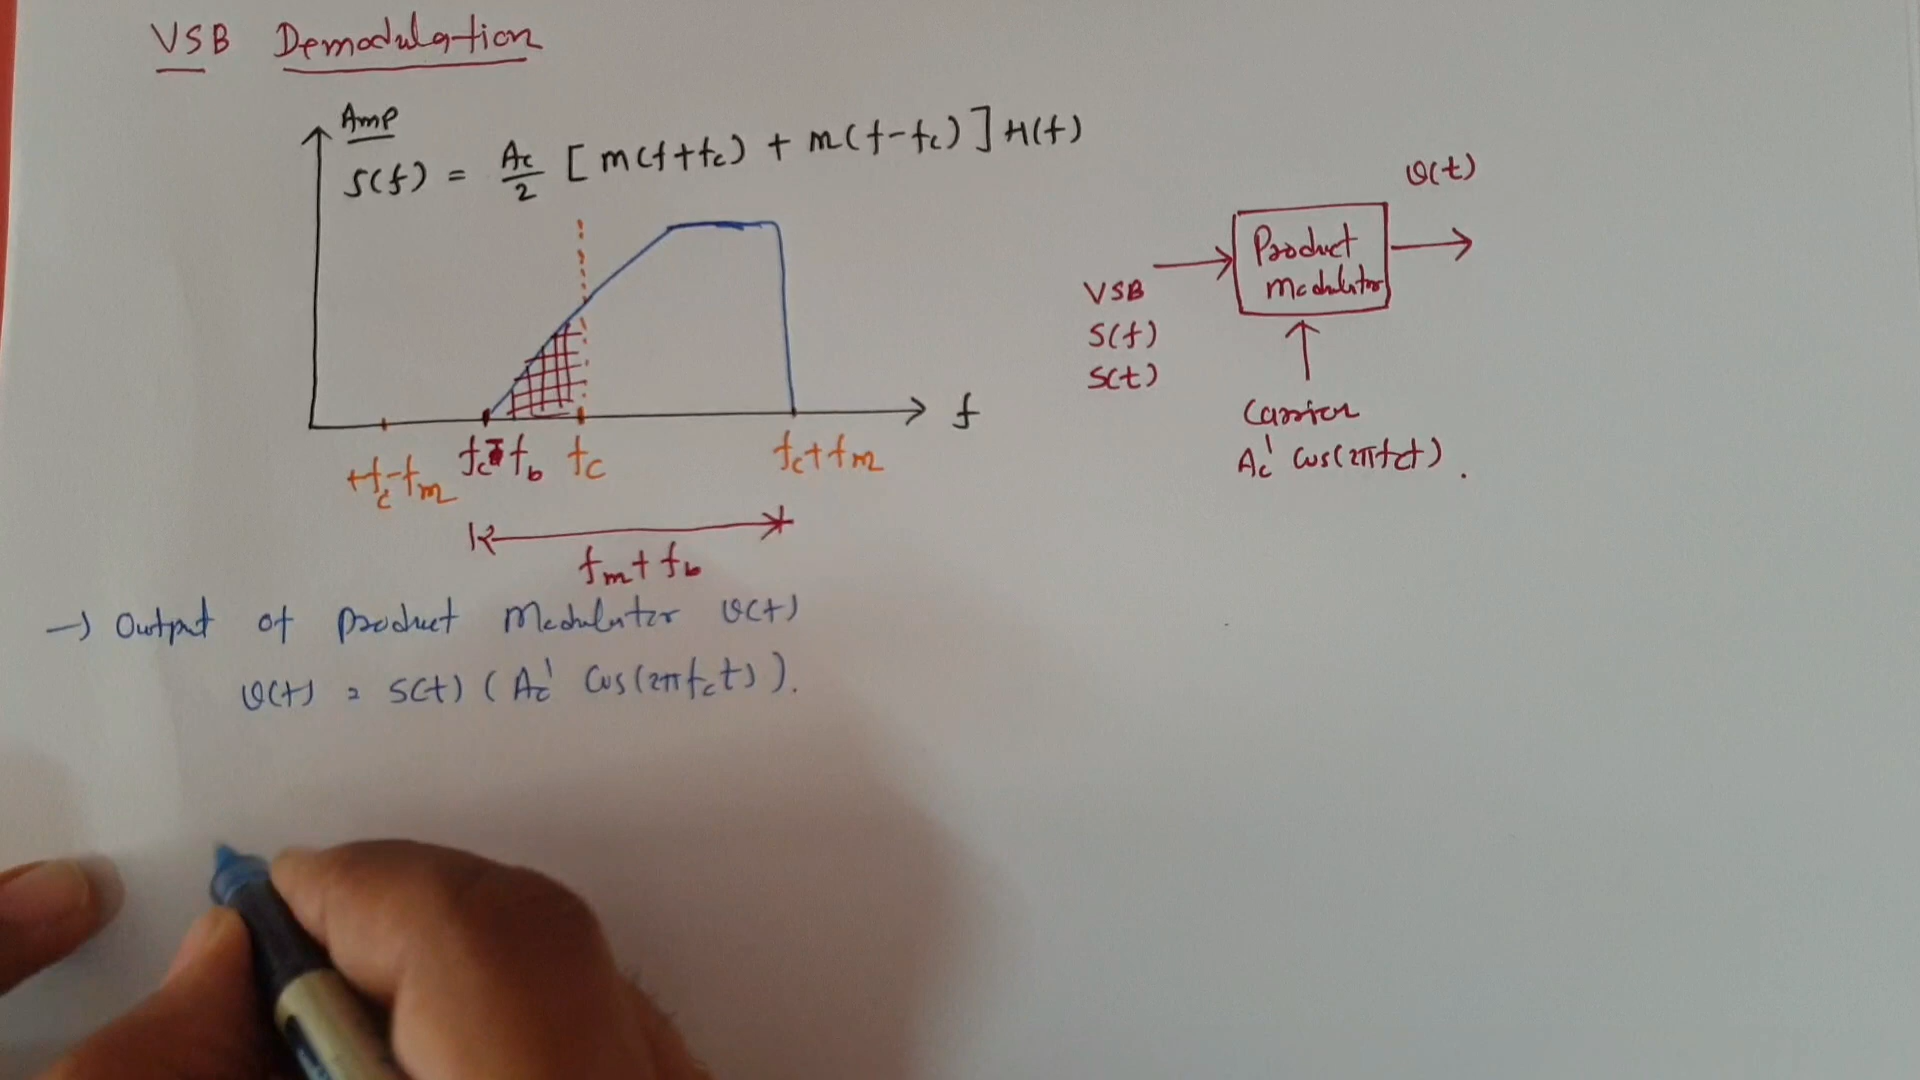 VSB Demodulation
Amp
S(f) = Ac/2 [ m(f+fc) + m(f-fc) ] H(f)
+fc-fm
fc-fb
fc
fc+fm
f
fm+fb
VSB
S(f)
S(t)
Product
Modulator
v(t)
Carrier
Ac' Cos(2πfct).
→ Output of Product Modulator v(t)
v(t) = S(t) ( Ac' Cos(2πfct) ).